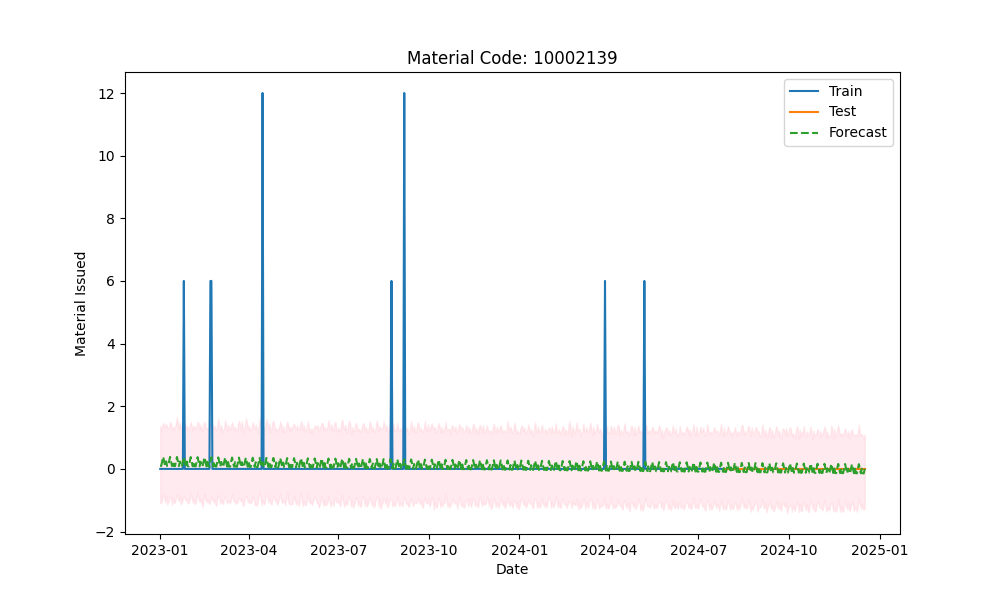 Material Code: 10002139
Train
Test
Forecast
Material Issued
12
10
8
6
4
2
0
−2
2023-01 2023-04 2023-07 2023-10 2024-01 2024-04 2024-07 2024-10 2025-01
Date